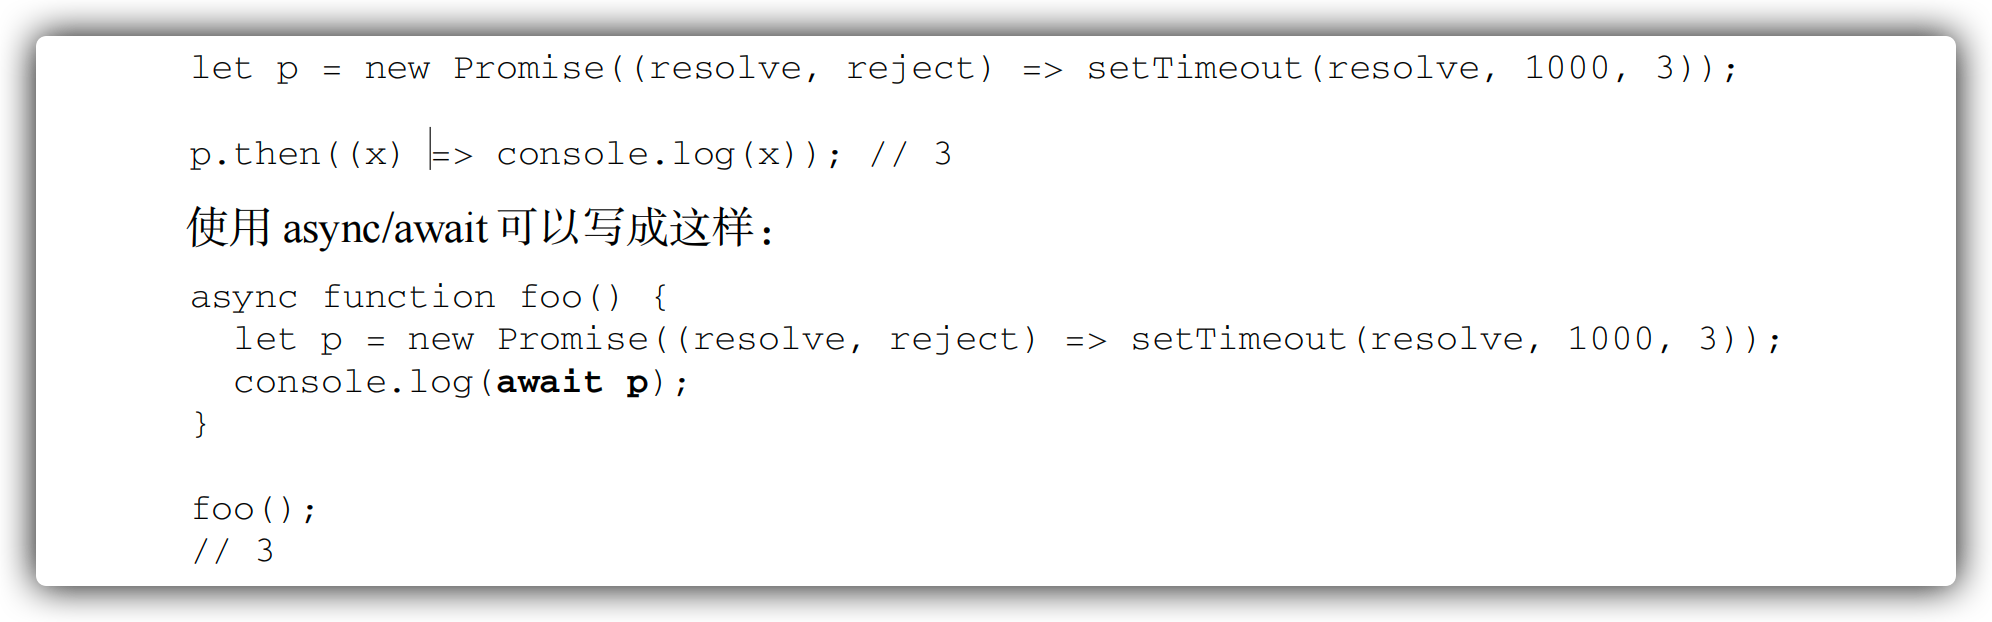 let p = new Promise((resolve, reject) => setTimeout(resolve, 1000, 3));
p.then((x) => console.log(x)); // 3
使用 async/await 可以写成这样：
async function foo() {
  let p = new Promise((resolve, reject) => setTimeout(resolve, 1000, 3));
  console.log(await p);
}
foo();
// 3